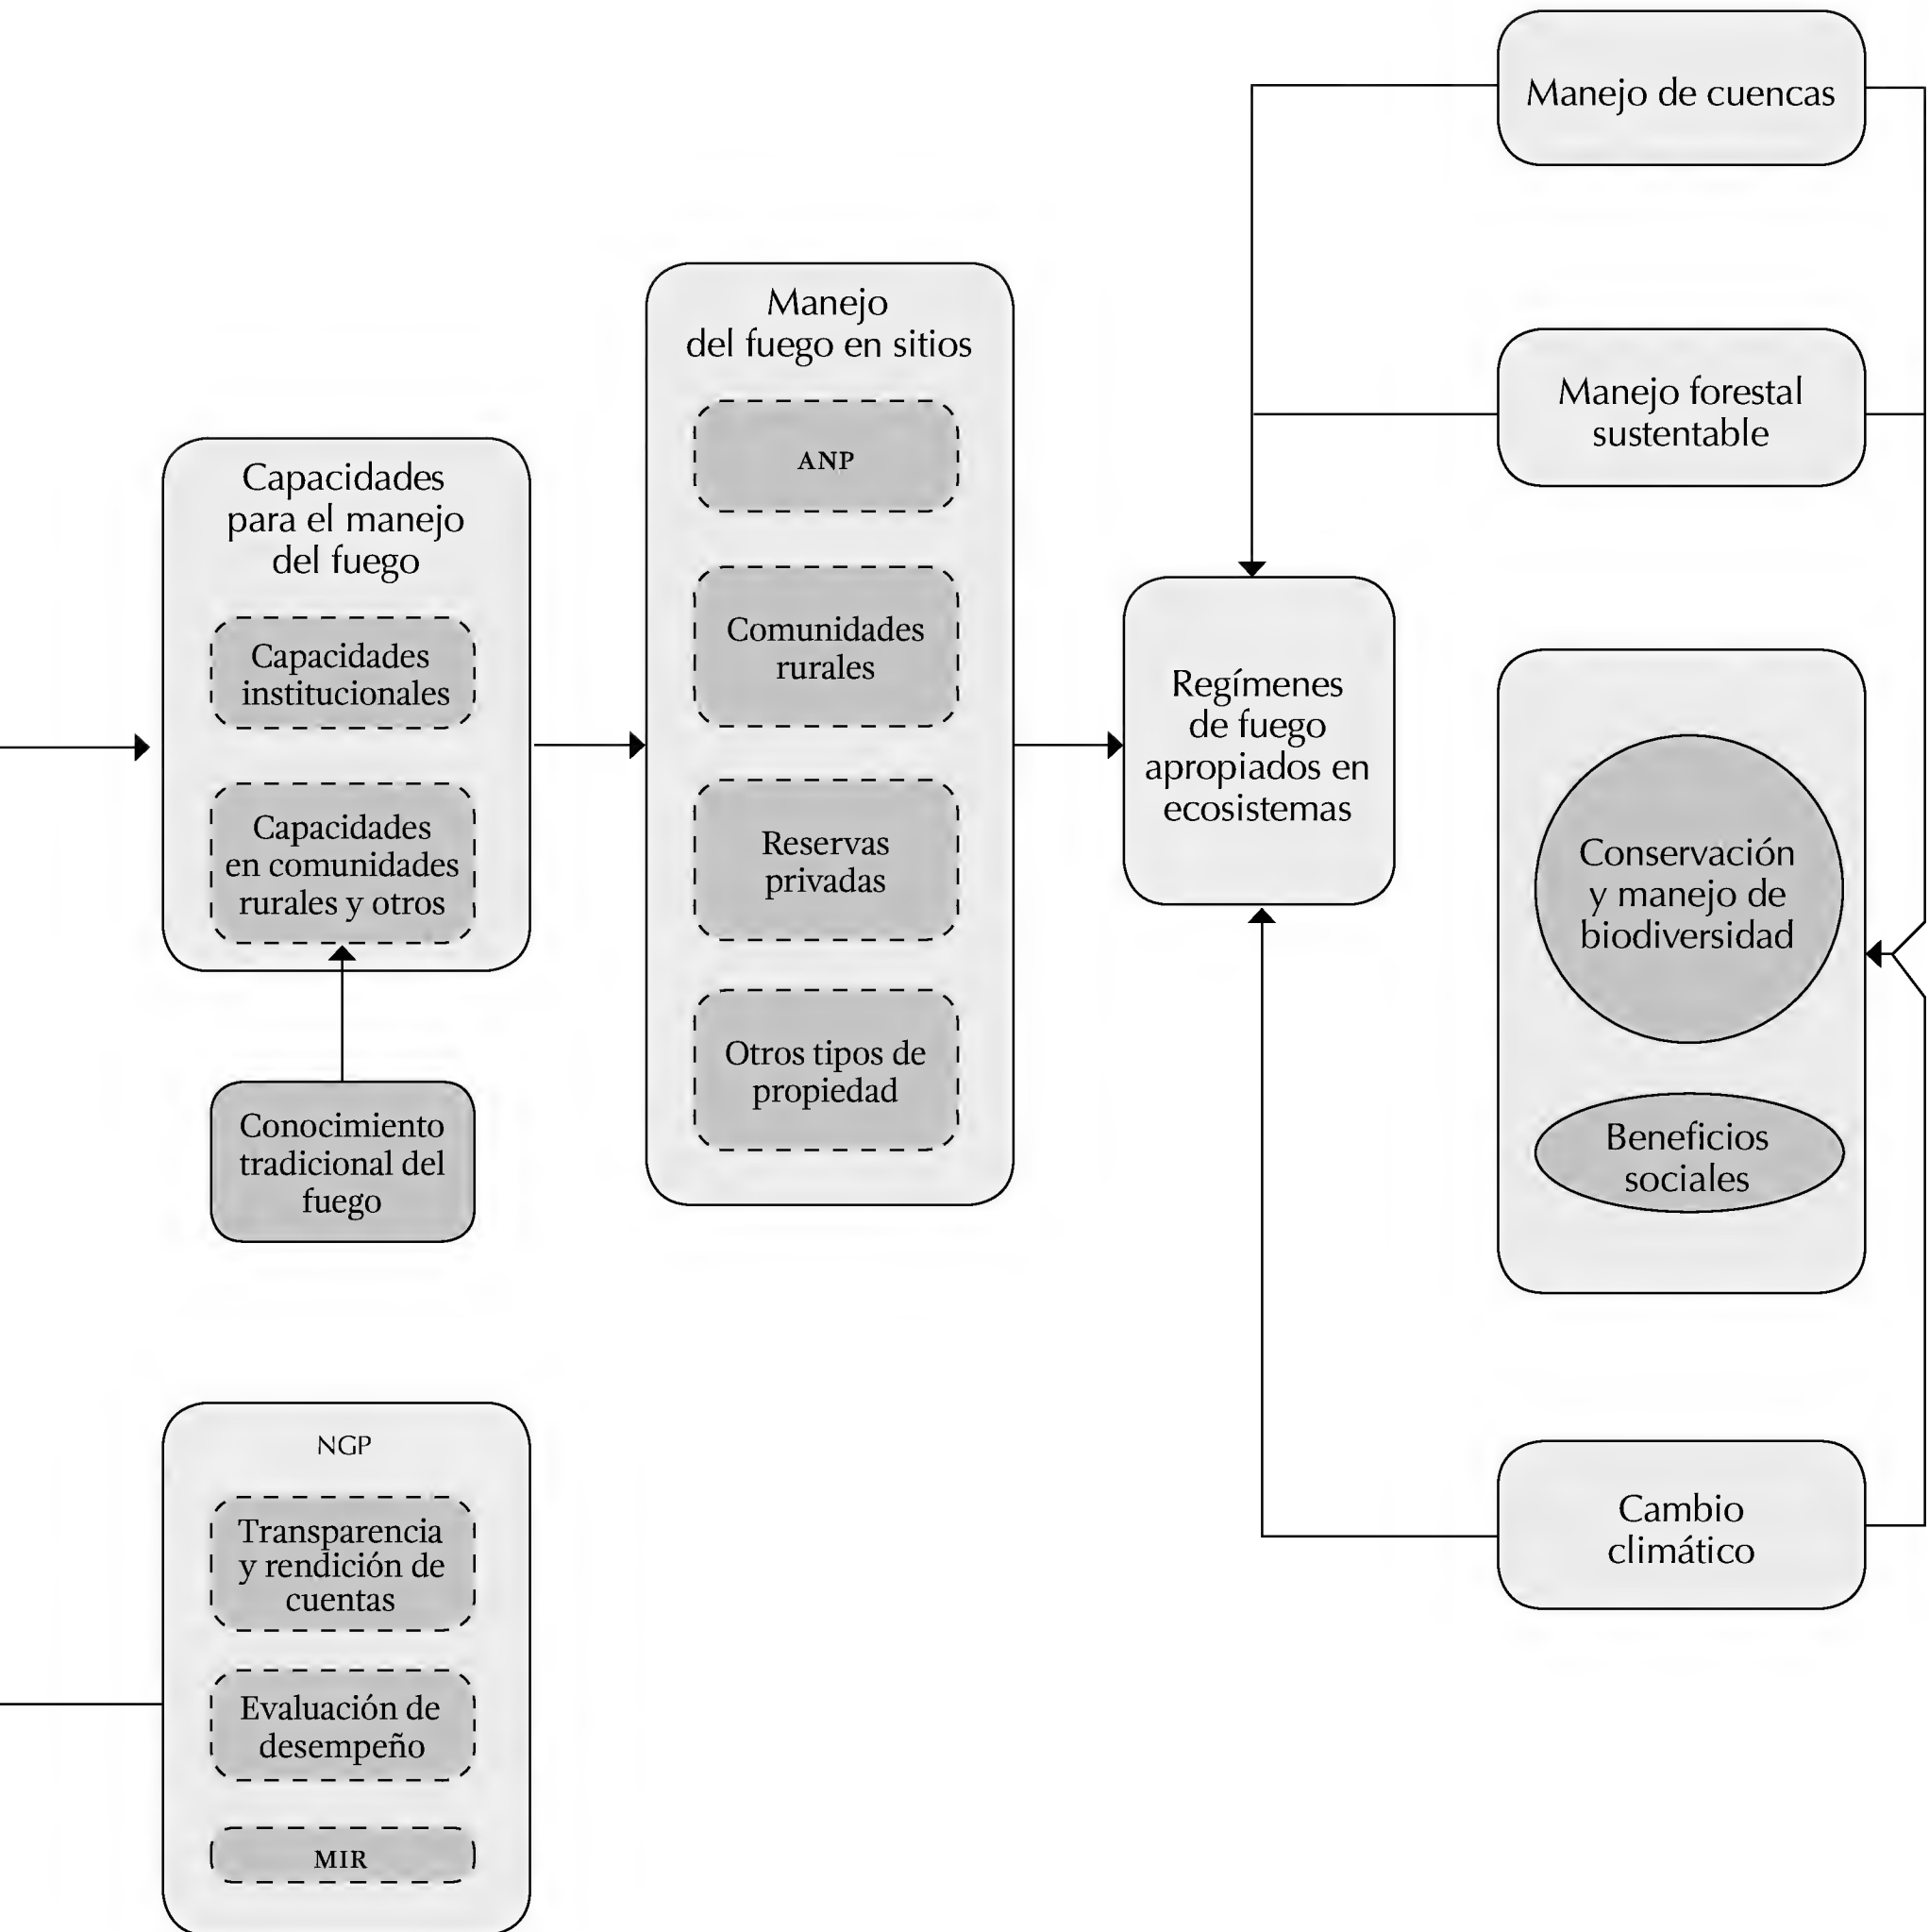 Capacidades
para el manejo
del fuego
Capacidades
institucionales
Capacidades
en comunidades
rurales y otros
Conocimiento
tradicional del
fuego
NGP
Transparencia
y rendición de
cuentas
Evaluación de
desempeño
MIR
Manejo
del fuego en sitios
ANP
Comunidades
rurales
Reservas
privadas
Otros tipos de
propiedad
Regímenes
de fuego
apropiados en
ecosistemas
Manejo de cuencas
Manejo forestal
sustentable
Conservación
y manejo de
biodiversidad
Beneficios
sociales
Cambio
climático